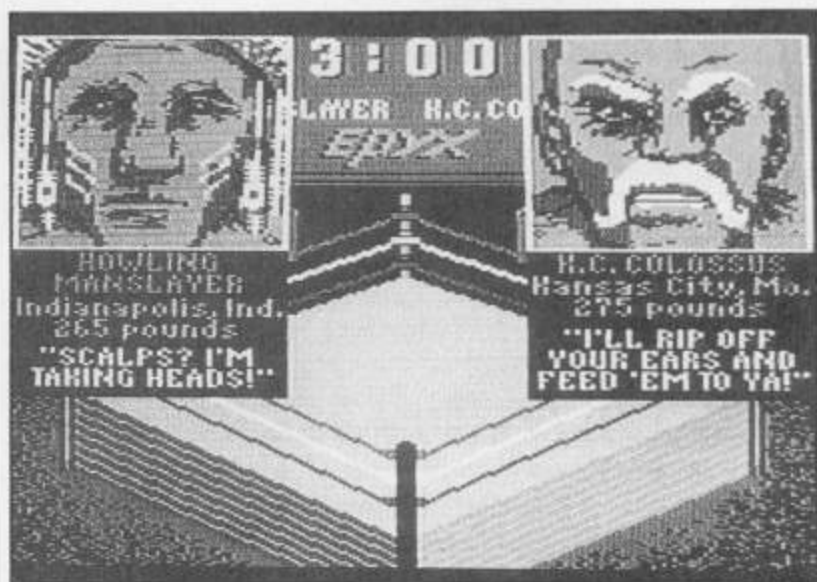 3:00
SLAYER K.C.CO
EPYX
HOWLING
MANSLAYER
Indianapolis, Ind.
265 pounds
"SCALPS? I'M
TAKING HEADS!"
K.C.COLOSSUS
Kansas City, Mo.
275 pounds
"I'LL RIP OFF
YOUR EARS AND
FEED 'EM TO YA!"